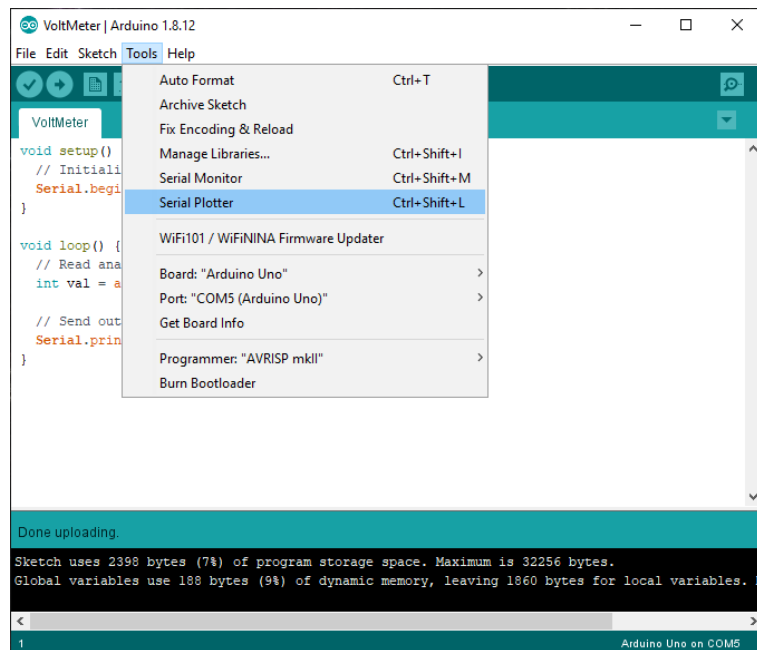 VoltMeter | Arduino 1.8.12
File Edit Sketch Tools Help
Auto Format Ctrl+T
Archive Sketch
VoltMeter
Fix Encoding & Reload
void setup()
Manage Libraries... Ctrl+Shift+I
// Initiali
Serial Monitor Ctrl+Shift+M
Serial.begi
Serial Plotter Ctrl+Shift+L
}
WiFi101 / WiFiNINA Firmware Updater
void loop() {
// Read ana
Board: "Arduino Uno"
int val = a
Port: "COM5 (Arduino Uno)"
// Send out
Get Board Info
Serial.prin
}
Programmer: "AVRISP mkII"
Burn Bootloader
Done uploading.
Sketch uses 2398 bytes (7%) of program storage space. Maximum is 32256 bytes.
Global variables use 188 bytes (9%) of dynamic memory, leaving 1860 bytes for local variables.
1 Arduino Uno on COM5